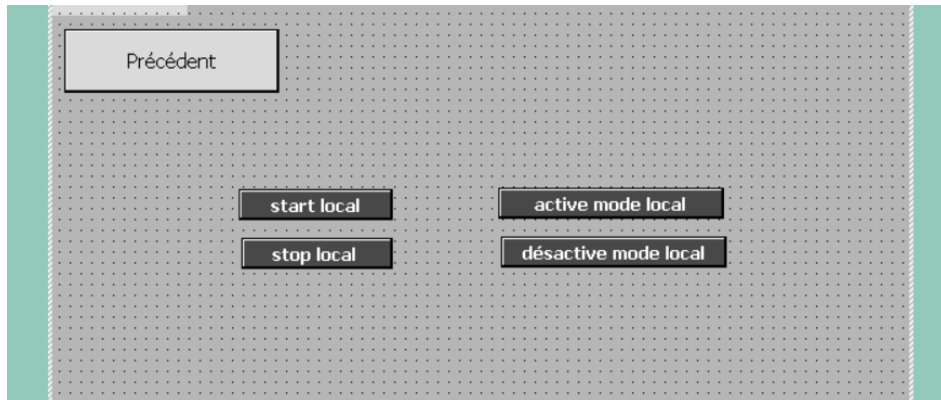 Précédent
start local
active mode local
stop local
désactive mode local